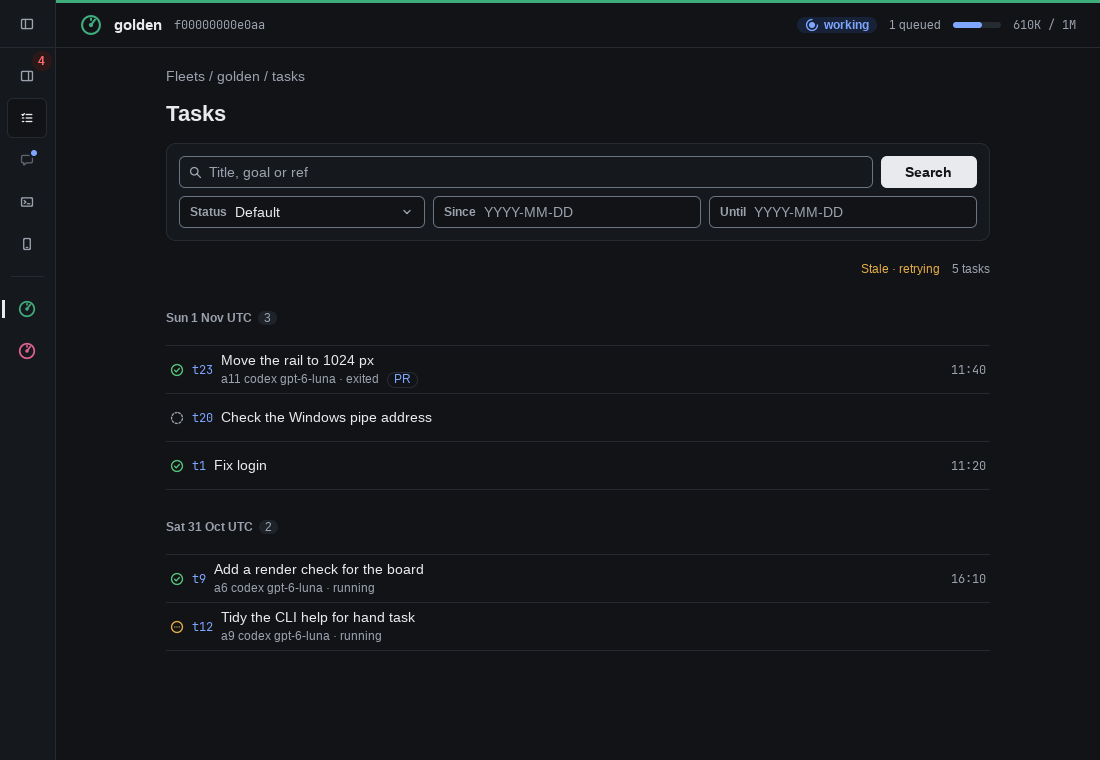 golden f00000000e0aa working 1 queued 610K / 1M
4
Fleets / golden / tasks
Tasks
Title, goal or ref Search
Status Default Since YYYY-MM-DD Until YYYY-MM-DD
Stale · retrying 5 tasks
Sun 1 Nov UTC 3
t23 Move the rail to 1024 px 11:40
a11 codex gpt-6-luna · exited PR
t20 Check the Windows pipe address
t1 Fix login 11:20
Sat 31 Oct UTC 2
t9 Add a render check for the board 16:10
a6 codex gpt-6-luna · running
t12 Tidy the CLI help for hand task
a9 codex gpt-6-luna · running